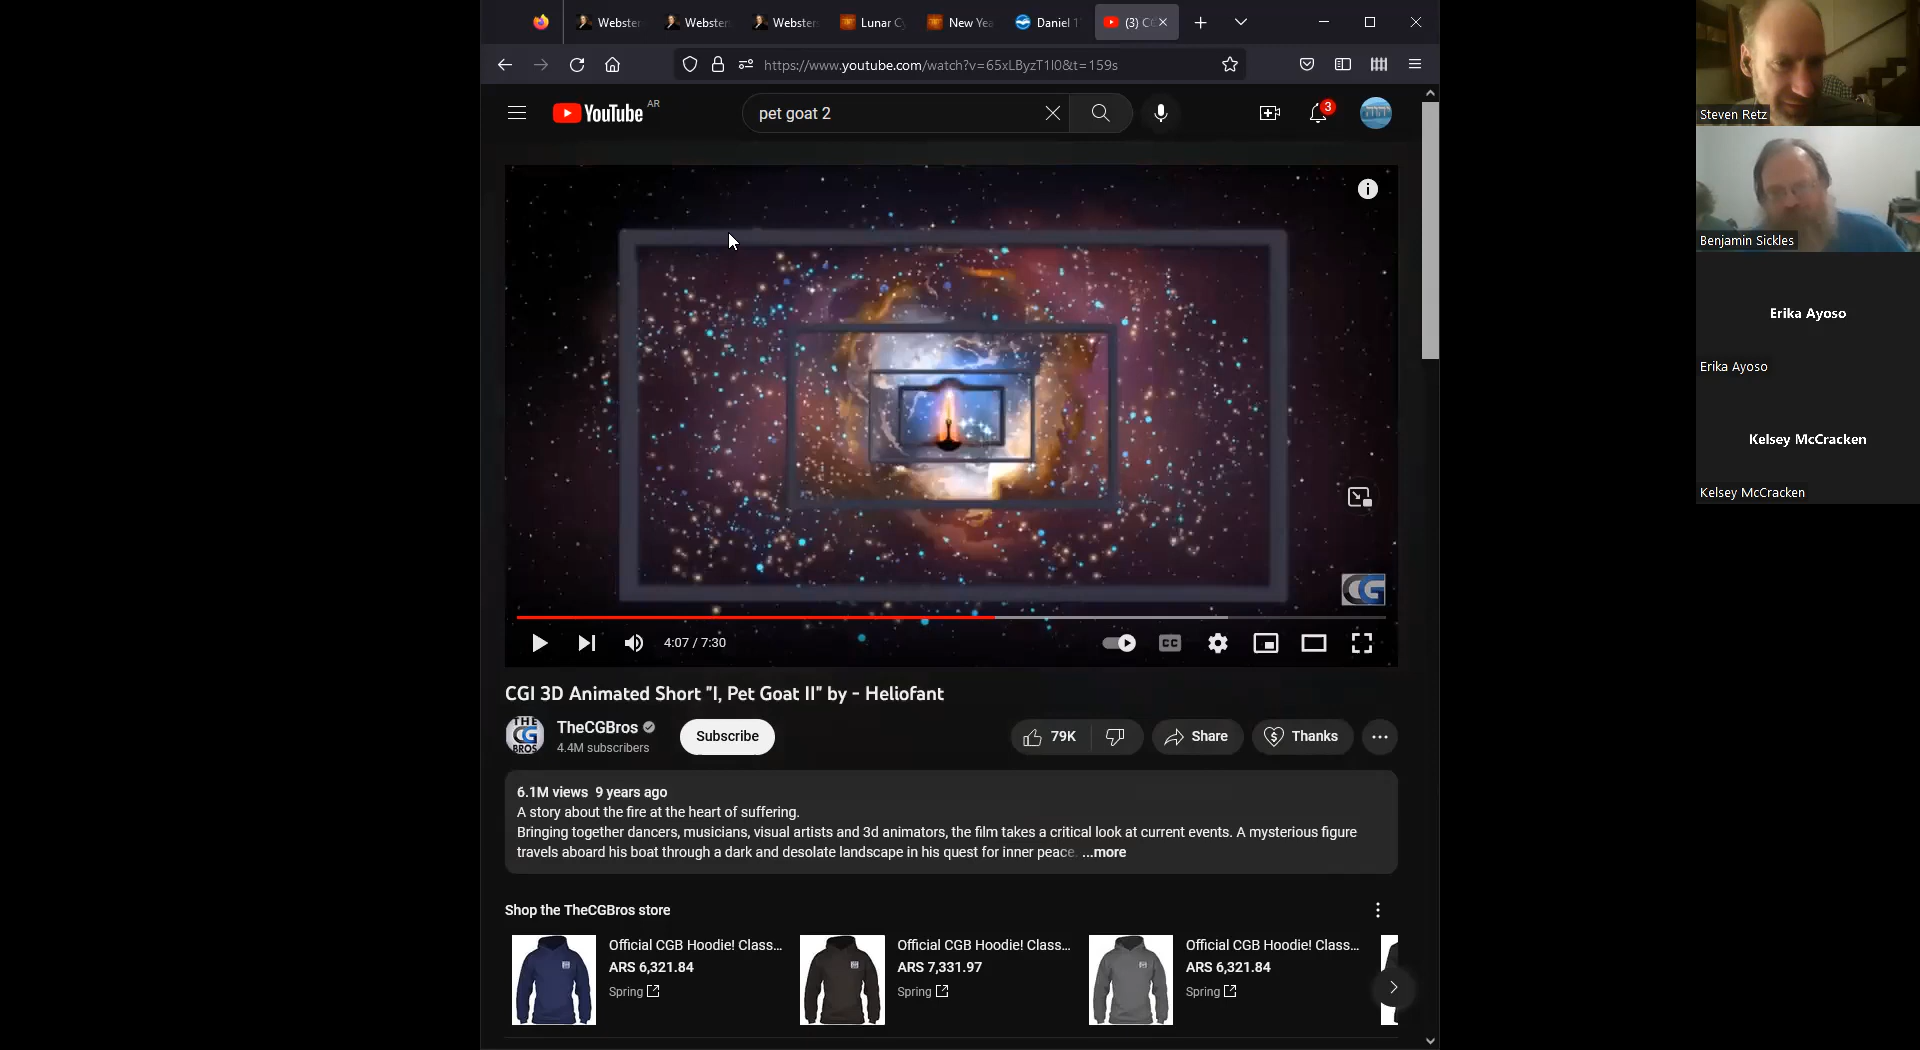 Webster
Webster
Webster
Lunar C
New Yea
Daniel 1
(3) C
https://www.youtube.com/watch?v=65xLByzT1I0&t=159s
YouTube
AR
pet goat 2
3
CG
4:07 / 7:30
CC
CGI 3D Animated Short "I, Pet Goat II" by - Heliofant
THE CG BROS
TheCGBros
4.4M subscribers
Subscribe
79K
Share
Thanks
6.1M views 9 years ago
A story about the fire at the heart of suffering.
Bringing together dancers, musicians, visual artists and 3d animators, the film takes a critical look at current events. A mysterious figure
travels aboard his boat through a dark and desolate landscape in his quest for inner peace. ...more
Shop the TheCGBros store
Official CGB Hoodie! Class...
ARS 6,321.84
Spring
Official CGB Hoodie! Class...
ARS 7,331.97
Spring
Official CGB Hoodie! Class...
ARS 6,321.84
Spring
Steven Retz
Benjamin Sickles
Erika Ayoso
Erika Ayoso
Kelsey McCracken
Kelsey McCracken